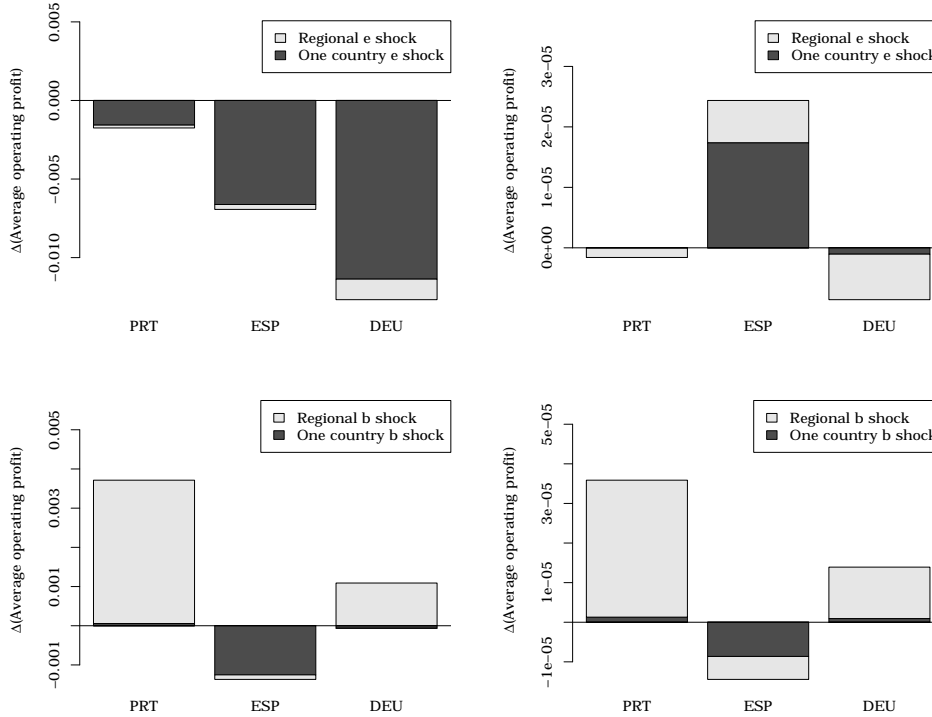 Regional e shock
One country e shock
Δ(Average operating profit)
0.005
0.000
−0.005
−0.010
PRT
ESP
DEU
Regional e shock
One country e shock
Δ(Average operating profit)
3e−05
2e−05
1e−05
0e+00
PRT
ESP
DEU
Regional b shock
One country b shock
Δ(Average operating profit)
0.005
0.003
0.001
−0.001
PRT
ESP
DEU
Regional b shock
One country b shock
Δ(Average operating profit)
5e−05
3e−05
1e−05
−1e−05
PRT
ESP
DEU